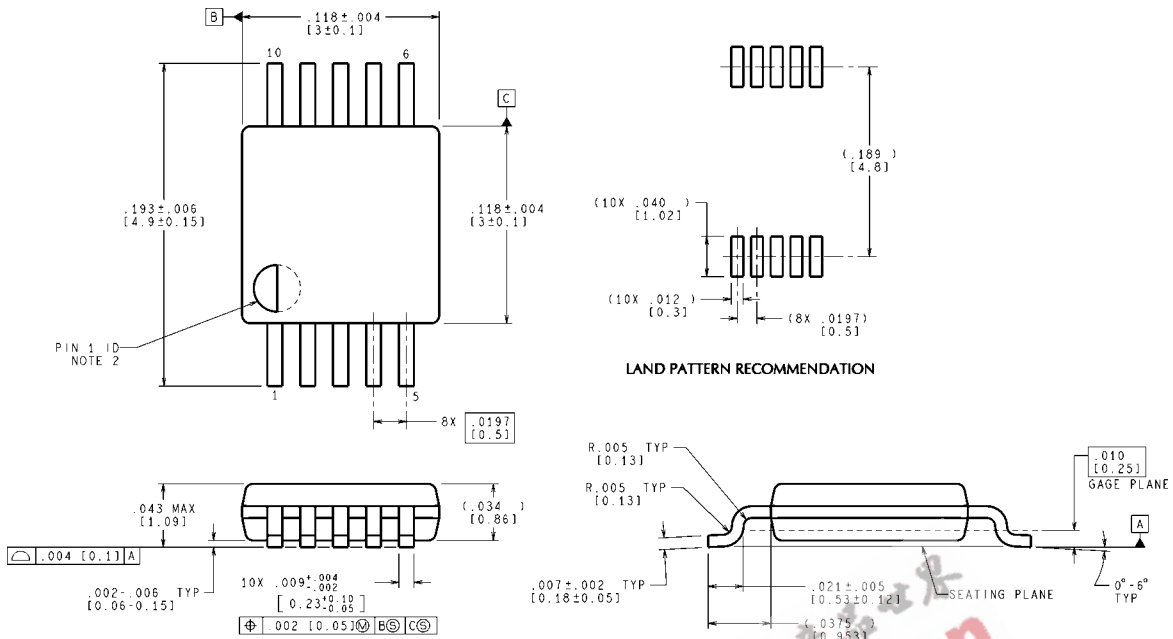 B
.118±.004
[3±0.1]
10
6
C
.193±.006
[4.9±0.15]
.118±.004
[3±0.1]
PIN 1 ID
NOTE 2
1
5
8X .0197
[0.5]
(.189 )
[4.8]
(10X .040 )
[1.02]
(10X .012 )
[0.3]
(8X .0197)
[0.5]
LAND PATTERN RECOMMENDATION
.043 MAX
[1.09]
(.034 )
[0.86]
⌓ .004 [0.1] A
.002-.006 TYP
[0.06-0.15]
10X .009 +.004 -.002
[ 0.23 +0.10 -0.05 ]
⌖ .002 [0.05]Ⓜ BⓈ CⓈ
R.005 TYP
[0.13]
R.005 TYP
[0.13]
.010
[0.25]
GAGE PLANE
A
.007±.002 TYP
[0.18±0.05]
.021±.005
[0.53±0.12]
SEATING PLANE
0°-6°
TYP
(.0375 )
[0.953]